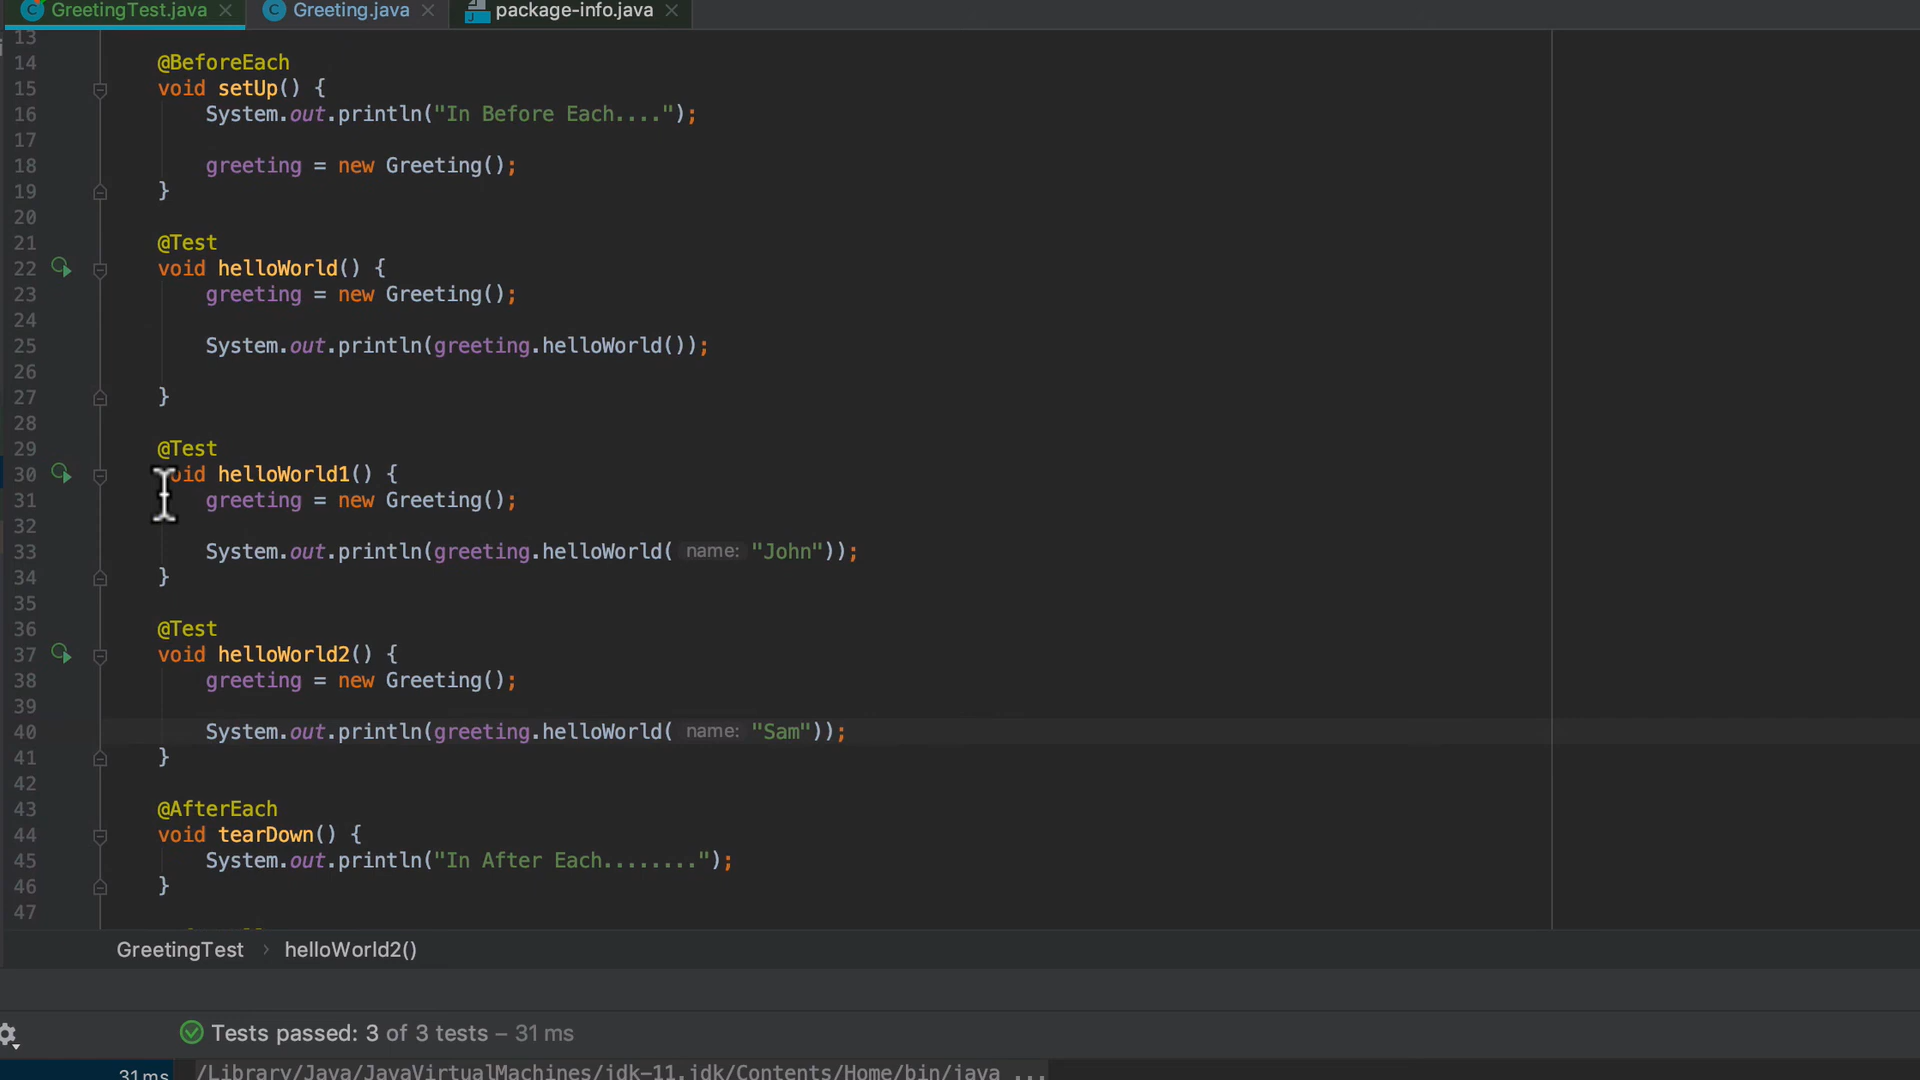 GreetingTest.java Greeting.java package-info.java
13
14 @BeforeEach
15 void setUp() {
16 System.out.println("In Before Each....");
17
18 greeting = new Greeting();
19 }
20
21 @Test
22 void helloWorld() {
23 greeting = new Greeting();
24
25 System.out.println(greeting.helloWorld());
26
27 }
28
29 @Test
30 void helloWorld1() {
31 greeting = new Greeting();
32
33 System.out.println(greeting.helloWorld( name: "John"));
34 }
35
36 @Test
37 void helloWorld2() {
38 greeting = new Greeting();
39
40 System.out.println(greeting.helloWorld( name: "Sam"));
41 }
42
43 @AfterEach
44 void tearDown() {
45 System.out.println("In After Each........");
46 }
47
GreetingTest › helloWorld2()
Tests passed: 3 of 3 tests – 31 ms
31 ms /Library/Java/JavaVirtualMachines/jdk-11.jdk/Contents/Home/bin/java ...